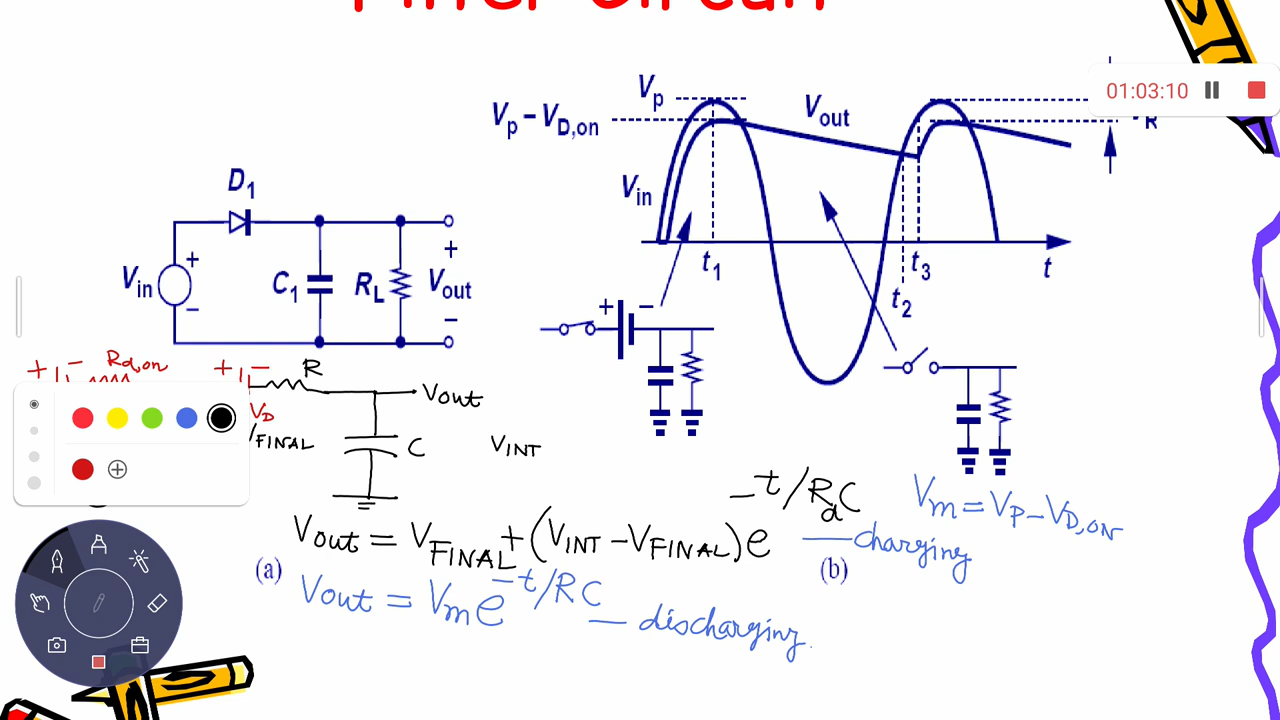 Filter Circuit
01:03:10
Vp
Vp − VD,on
Vout
VR
Vin
t1
t2
t3
t
D1
Vin
+
−
C1
RL
+
Vout
−
+ −
+ − Rd,on
+ −
R
Vout
VD
VFINAL
C
VINT
Vout = VFINAL + (VINT − VFINAL) e −t/RdC — charging
Vm = VP − VD,ON
(a)
(b)
Vout = Vm e −t/RC — discharging.